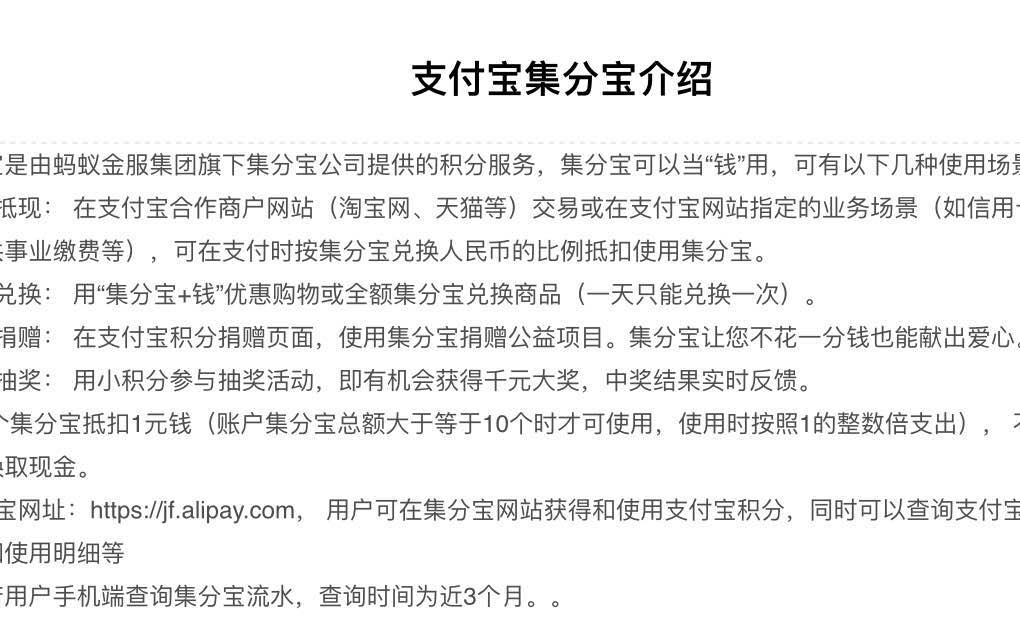 支付宝集分宝介绍
是由蚂蚁金服集团旗下集分宝公司提供的积分服务，集分宝可以当“钱”用，可有以下几种使用场景
抵现： 在支付宝合作商户网站（淘宝网、天猫等）交易或在支付宝网站指定的业务场景（如信用
事业缴费等），可在支付时按集分宝兑换人民币的比例抵扣使用集分宝。
兑换： 用“集分宝+钱”优惠购物或全额集分宝兑换商品（一天只能兑换一次）。
捐赠： 在支付宝积分捐赠页面，使用集分宝捐赠公益项目。集分宝让您不花一分钱也能献出爱心。
抽奖： 用小积分参与抽奖活动，即有机会获得千元大奖，中奖结果实时反馈。
个集分宝抵扣1元钱（账户集分宝总额大于等于10个时才可使用，使用时按照1的整数倍支出）， 不
取现金。
宝网址：https://jf.alipay.com， 用户可在集分宝网站获得和使用支付宝积分，同时可以查询支付宝
使用明细等
用户手机端查询集分宝流水，查询时间为近3个月。。